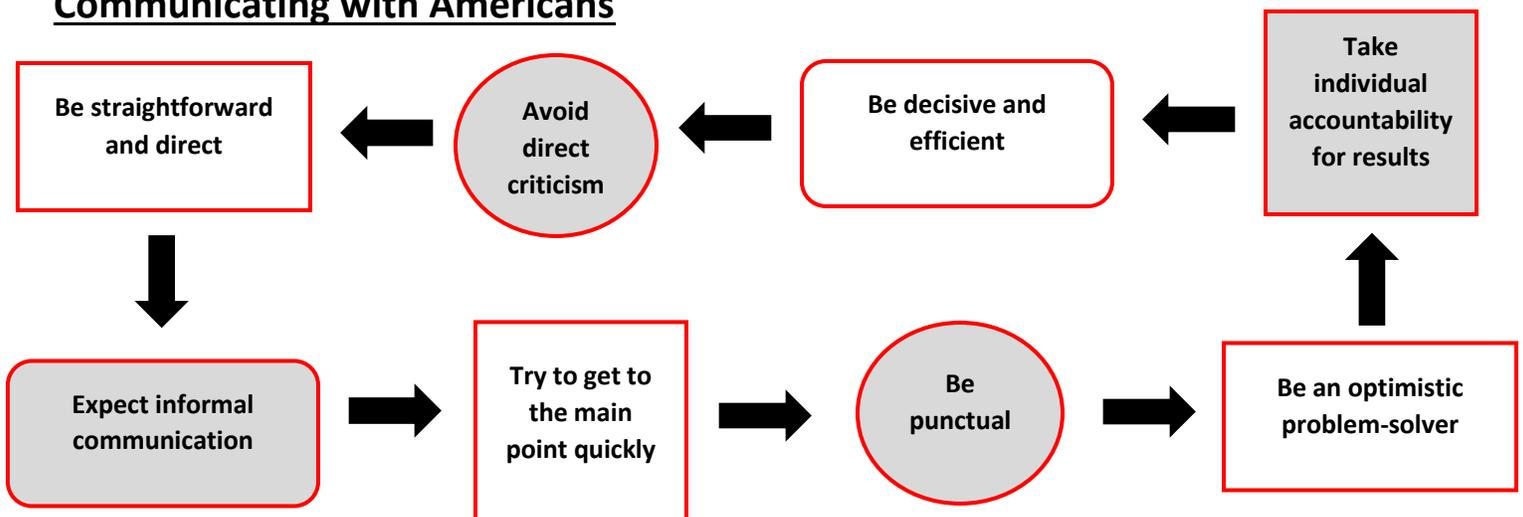 Communicating with Americans
Be straightforward
and direct
Avoid
direct
criticism
Be decisive and
efficient
Take
individual
accountability
for results
Expect informal
communication
Try to get to
the main
point quickly
Be
punctual
Be an optimistic
problem-solver